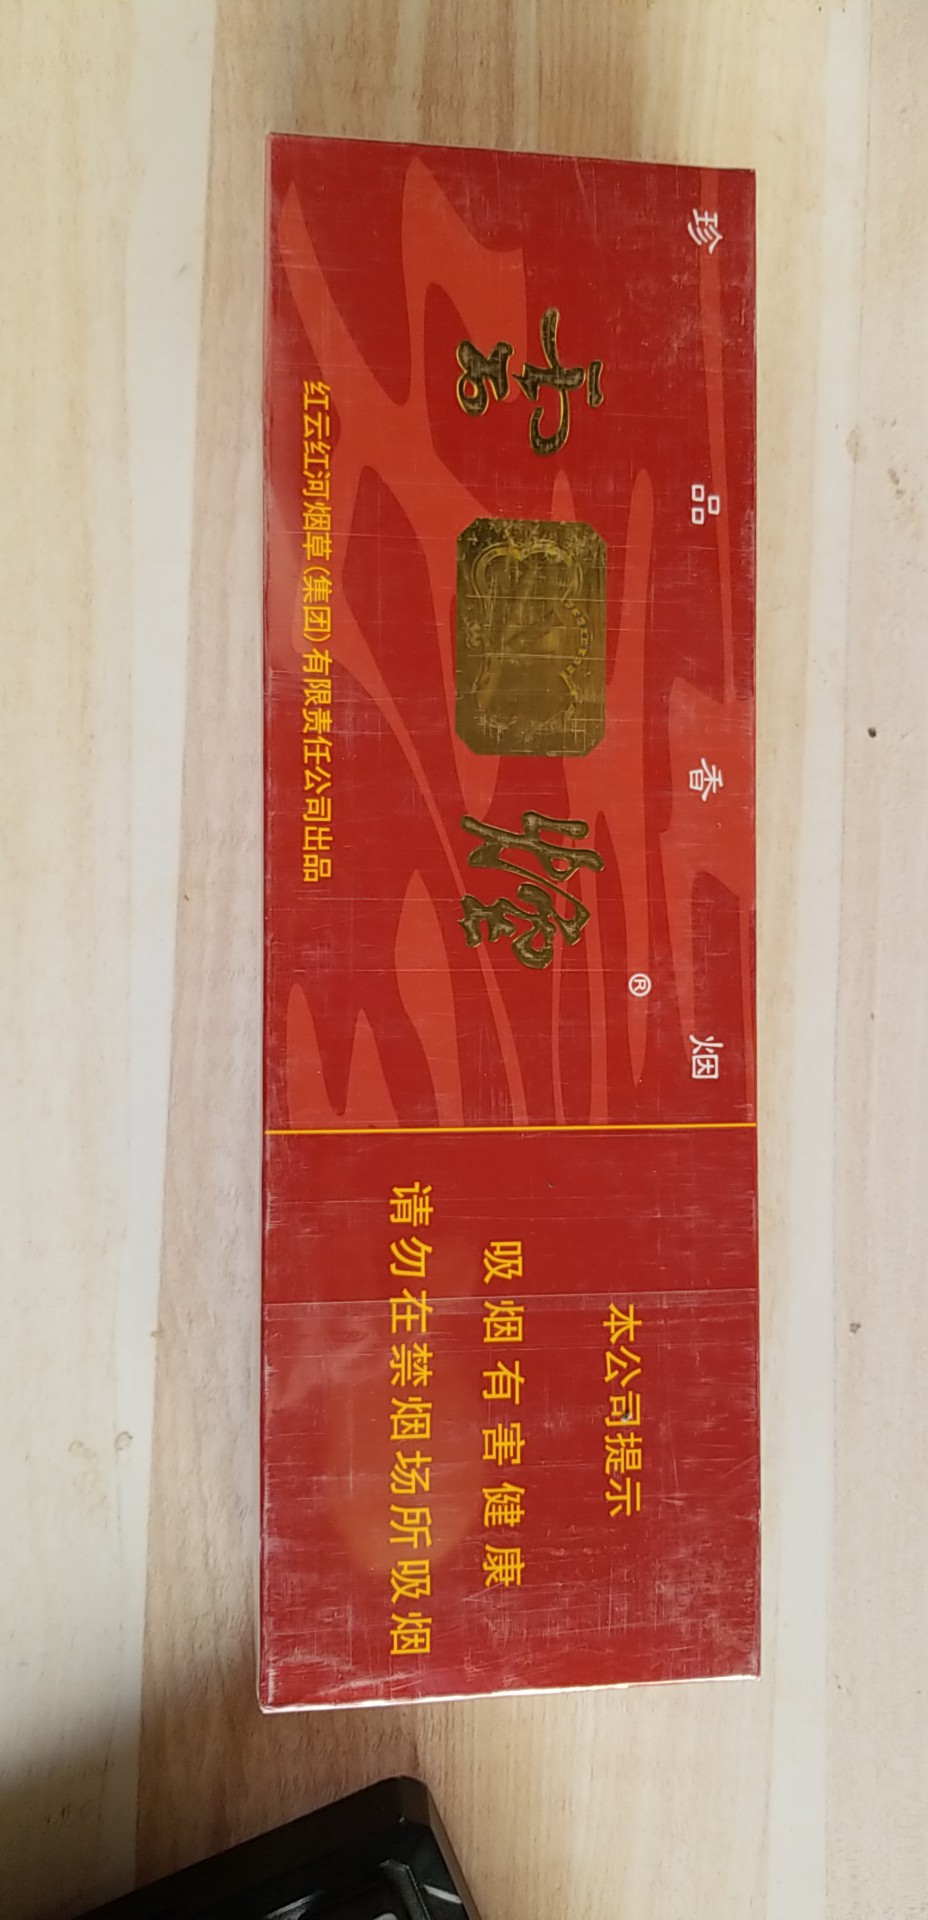 珍品香烟
云烟®
红云红河烟草(集团)有限责任公司出品
本公司提示
吸烟有害健康
请勿在禁烟场所吸烟